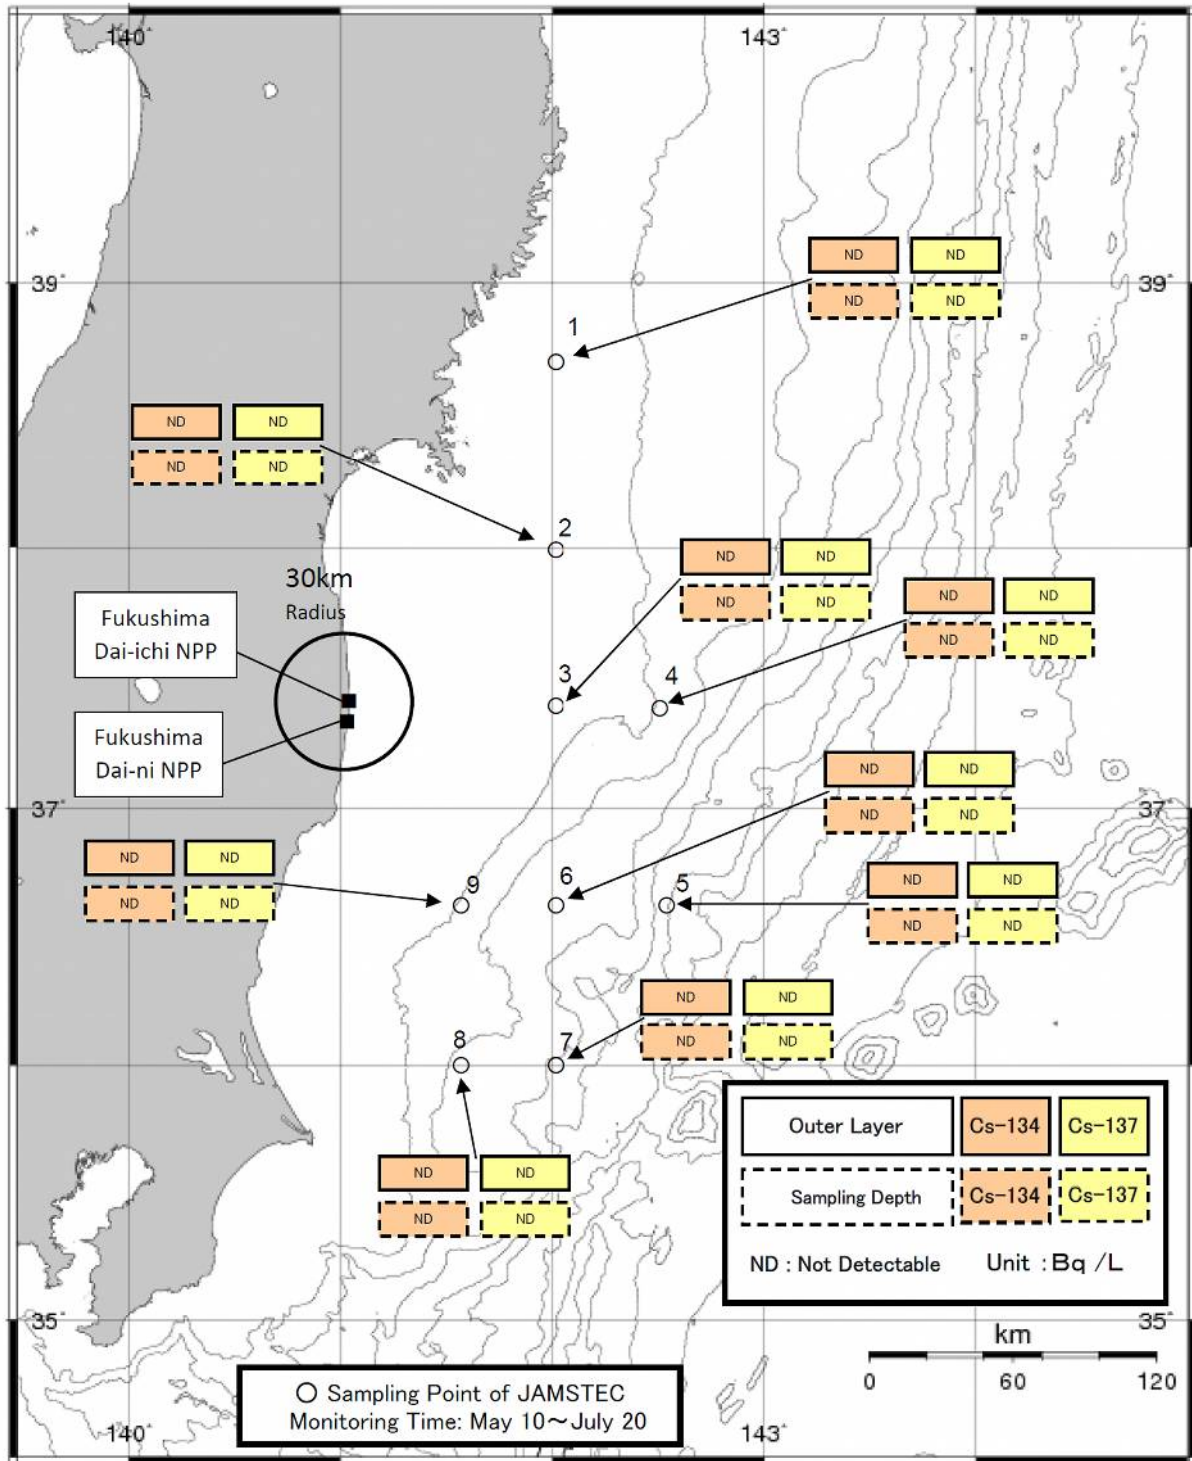 140°
143°
39°
39°
ND
ND
ND
ND
1
ND
ND
ND
ND
2
30km
Radius
Fukushima
Dai-ichi NPP
Fukushima
Dai-ni NPP
ND
ND
ND
ND
3
ND
ND
ND
ND
4
37°
37°
ND
ND
ND
ND
6
ND
ND
ND
ND
9
ND
ND
ND
ND
5
ND
ND
ND
ND
7
8
ND
ND
ND
ND
Outer Layer
Cs-134
Cs-137
Sampling Depth
Cs-134
Cs-137
ND : Not Detectable
Unit : Bq /L
35°
35°
km
0
60
120
○ Sampling Point of JAMSTEC
Monitoring Time: May 10～July 20
140°
143°